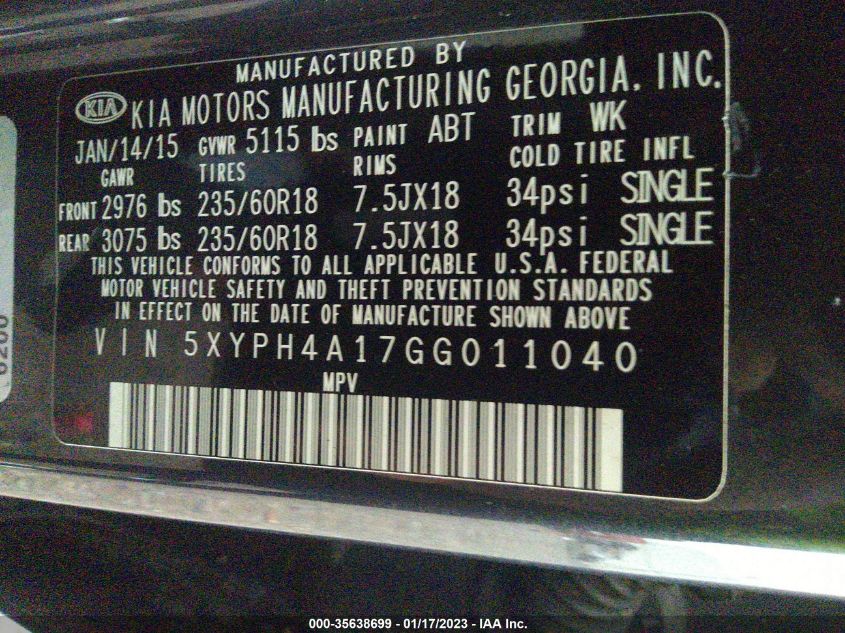 MANUFACTURED BY
KIA KIA MOTORS MANUFACTURING GEORGIA, INC.
JAN/14/15 GVWR 5115 lbs PAINT ABT TRIM WK
GAWR TIRES RIMS COLD TIRE INFL
FRONT 2976 lbs 235/60R18 7.5JX18 34psi SINGLE
REAR 3075 lbs 235/60R18 7.5JX18 34psi SINGLE
THIS VEHICLE CONFORMS TO ALL APPLICABLE U.S.A. FEDERAL
MOTOR VEHICLE SAFETY AND THEFT PREVENTION STANDARDS
IN EFFECT ON THE DATE OF MANUFACTURE SHOWN ABOVE
VIN 5XYPH4A17GG011040
MPV
000-35638699 - 01/17/2023 - IAA Inc.